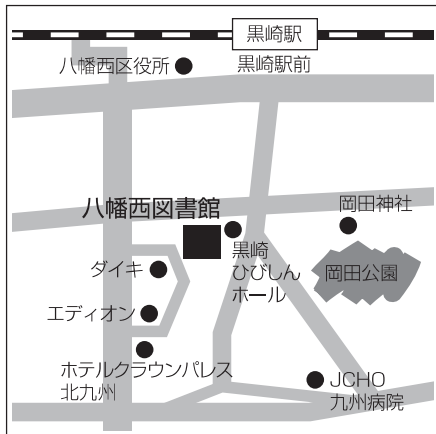 黒崎駅
黒崎駅前
八幡西区役所
八幡西図書館
岡田神社
黒崎
ひびしん
ホール
岡田公園
ダイキ
エディオン
ホテルクラウンパレス
北九州
JCHO
九州病院